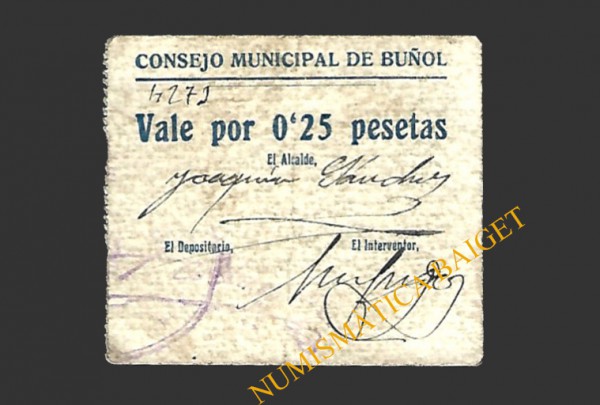 CONSEJO MUNICIPAL DE BUÑOL
4272
Vale por 0'25 pesetas
El Alcalde,
Joaquín Sánchez
El Depositario, El Interventor,
NUMISMATICA BAIGET